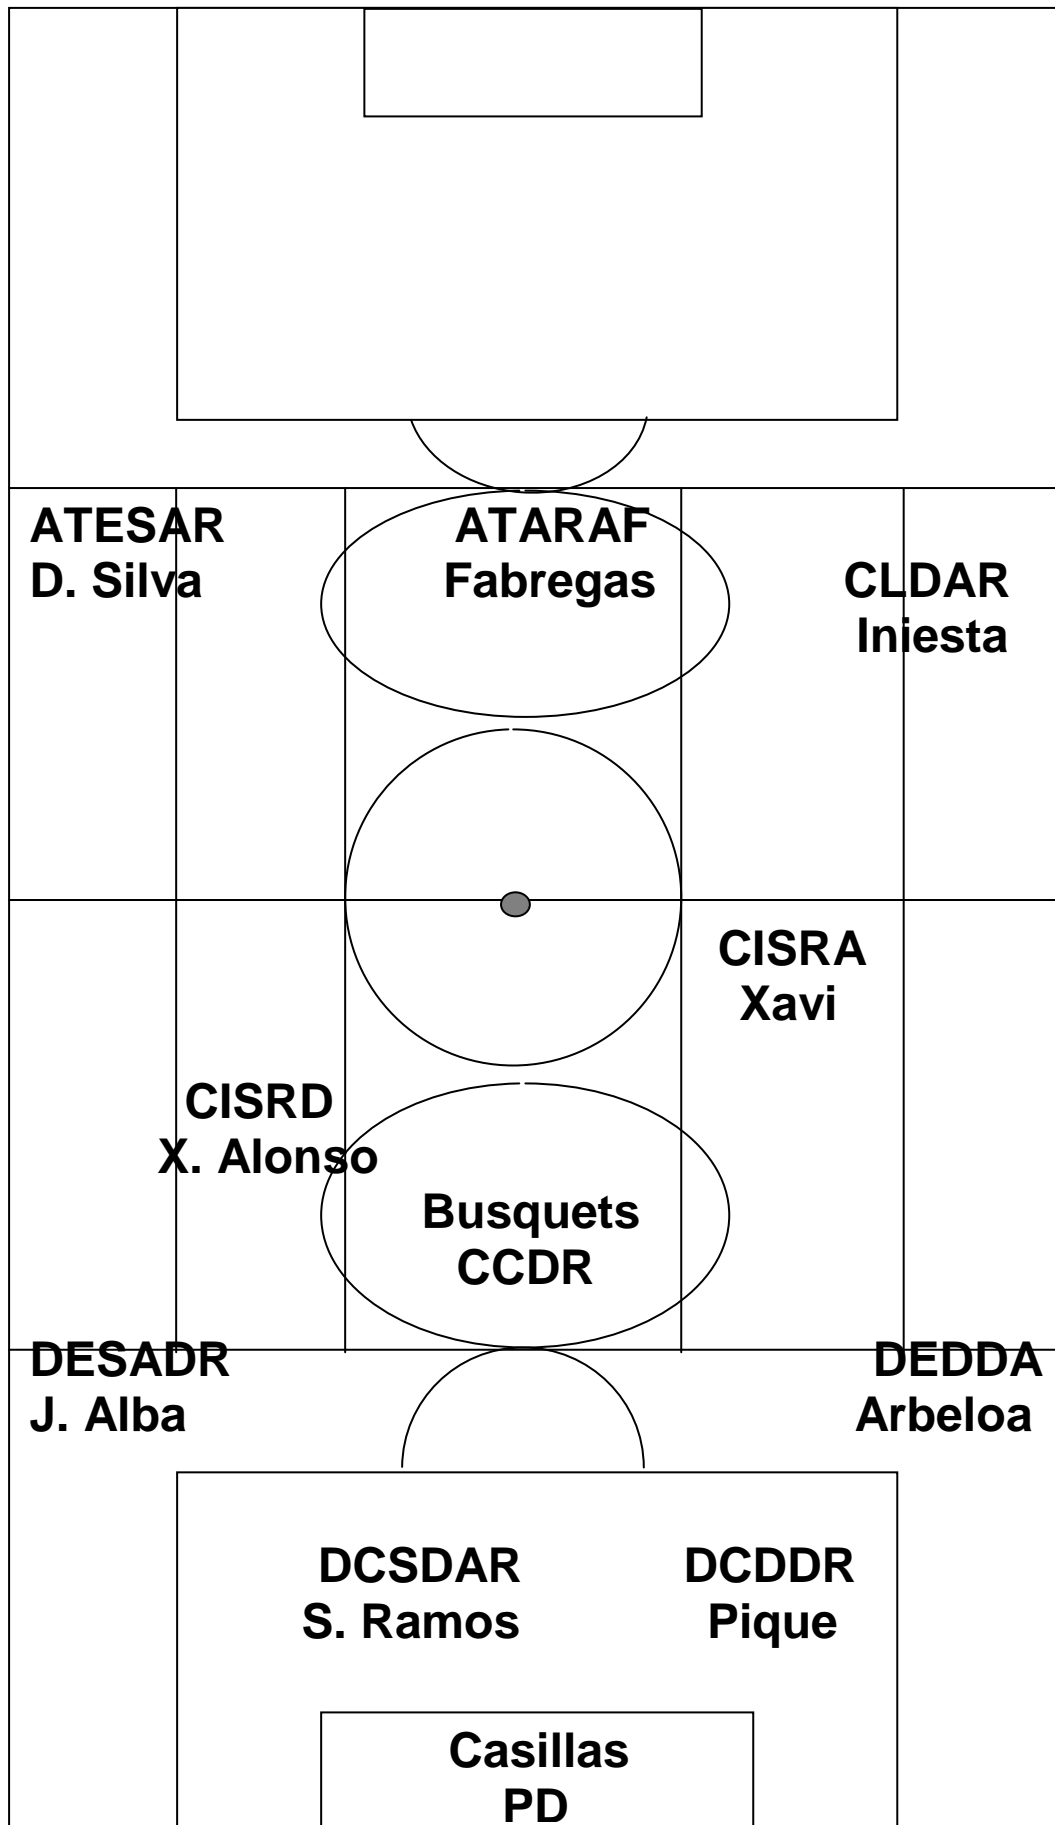 ATESAR
D. Silva
ATARAF
Fabregas
CLDAR
Iniesta
CISRA
Xavi
CISRD
X. Alonso
Busquets
CCDR
DESADR
J. Alba
DEDDA
Arbeloa
DCSDAR
S. Ramos
DCDDR
Pique
Casillas
PD